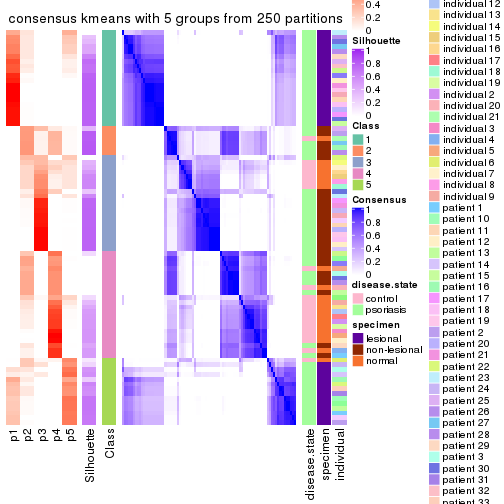 consensus kmeans with 5 groups from 250 partitions
p1
p2
p3
p4
p5
Silhouette
Class
disease.state
specimen
individual
0.4
0.2
0
Silhouette
1
0.8
0.6
0.4
0.2
0
Class
1
2
3
4
5
Consensus
1
0.8
0.6
0.4
0.2
0
disease.state
control
psoriasis
specimen
lesional
non-lesional
normal
individual 12
individual 13
individual 14
individual 15
individual 16
individual 17
individual 18
individual 19
individual 2
individual 20
individual 21
individual 3
individual 4
individual 5
individual 6
individual 7
individual 8
individual 9
patient 1
patient 10
patient 11
patient 12
patient 13
patient 14
patient 15
patient 16
patient 17
patient 18
patient 19
patient 2
patient 20
patient 21
patient 22
patient 23
patient 24
patient 25
patient 26
patient 27
patient 28
patient 29
patient 3
patient 30
patient 31
patient 32
patient 33